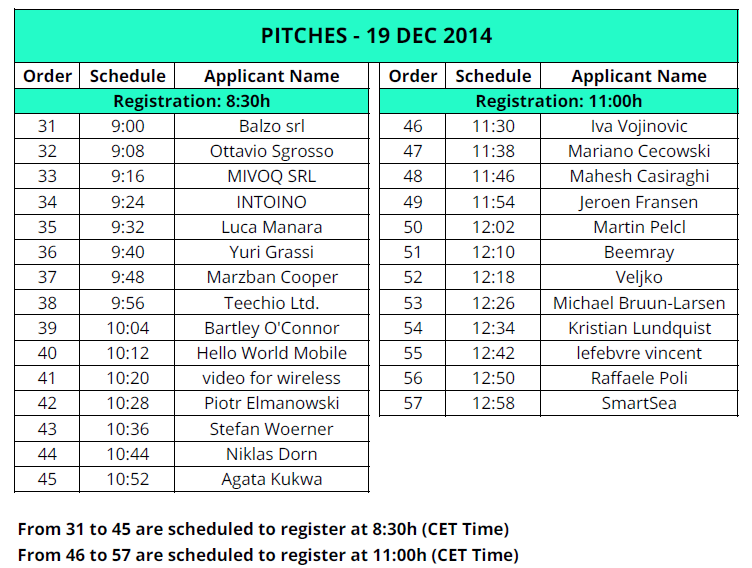 PITCHES - 19 DEC 2014
Order Schedule Applicant Name
Registration: 8:30h
31 9:00 Balzo srl
32 9:08 Ottavio Sgrosso
33 9:16 MIVOQ SRL
34 9:24 INTOINO
35 9:32 Luca Manara
36 9:40 Yuri Grassi
37 9:48 Marzban Cooper
38 9:56 Teechio Ltd.
39 10:04 Bartley O'Connor
40 10:12 Hello World Mobile
41 10:20 video for wireless
42 10:28 Piotr Elmanowski
43 10:36 Stefan Woerner
44 10:44 Niklas Dorn
45 10:52 Agata Kukwa
Order Schedule Applicant Name
Registration: 11:00h
46 11:30 Iva Vojinovic
47 11:38 Mariano Cecowski
48 11:46 Mahesh Casiraghi
49 11:54 Jeroen Fransen
50 12:02 Martin Pelcl
51 12:10 Beemray
52 12:18 Veljko
53 12:26 Michael Bruun-Larsen
54 12:34 Kristian Lundquist
55 12:42 lefebvre vincent
56 12:50 Raffaele Poli
57 12:58 SmartSea
From 31 to 45 are scheduled to register at 8:30h (CET Time)
From 46 to 57 are scheduled to register at 11:00h (CET Time)